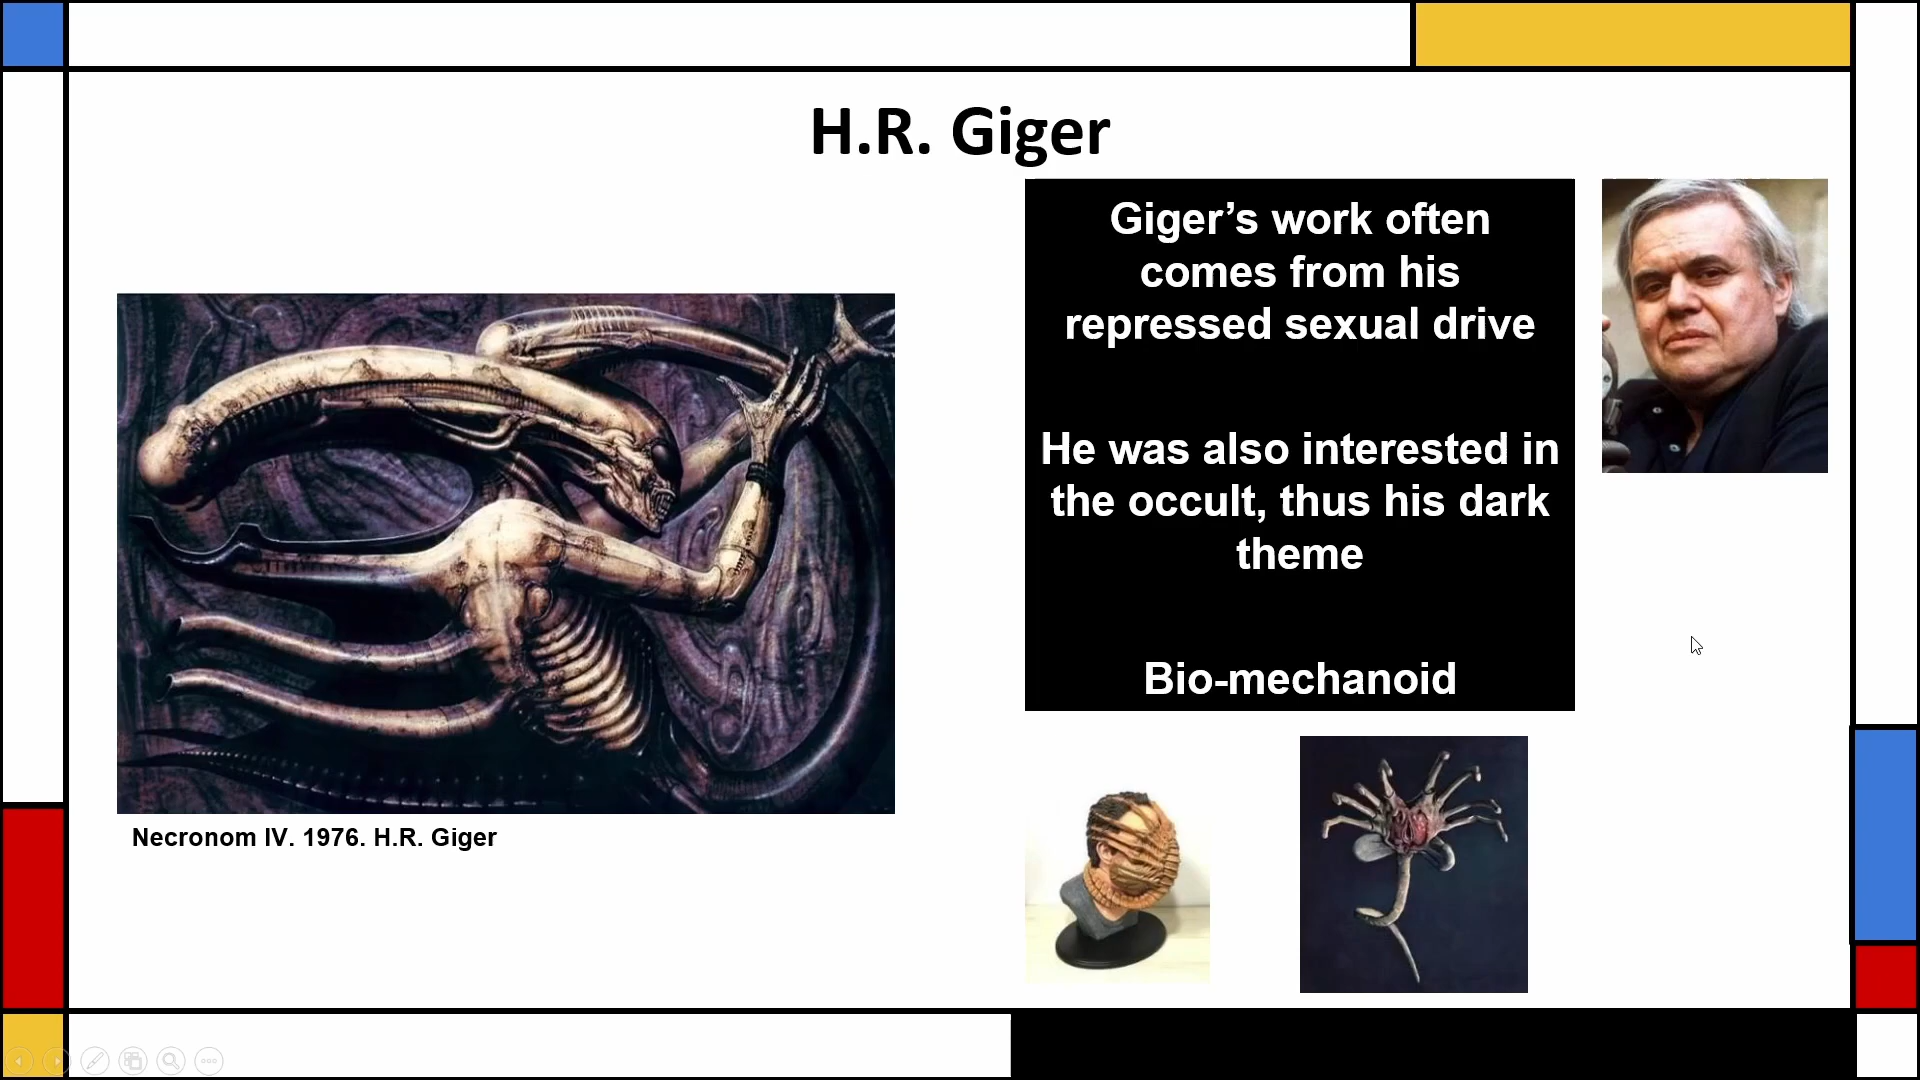 H.R. Giger
Giger’s work often
comes from his
repressed sexual drive
He was also interested in
the occult, thus his dark
theme
Bio-mechanoid
Necronom IV. 1976. H.R. Giger